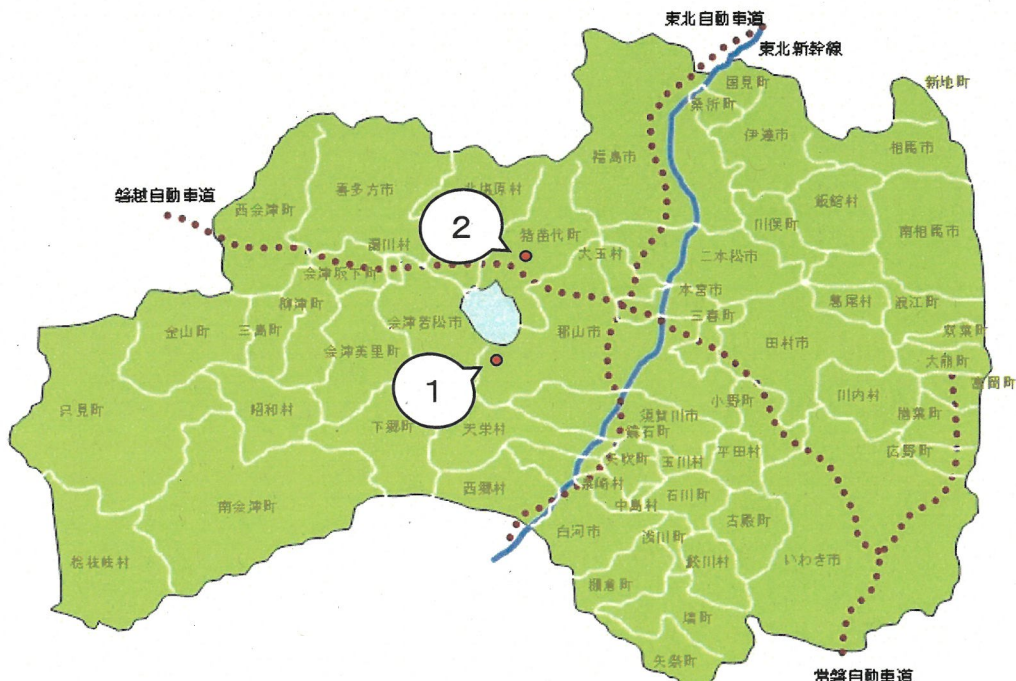 東北自動車道
東北新幹線
国見町
新地町
桑折町
伊達市
福島市
相馬市
喜多方市
北塩原村
磐越自動車道
西会津町
飯舘村
2
川俣町
猪苗代町
南相馬市
湯川村
大玉村
二本松市
会津坂下町
本宮市
葛尾村
浪江町
柳津町
三春町
会津若松市
金山町
三島町
郡山市
双葉町
田村市
会津美里町
大熊町
富岡町
1
川内村
小野町
只見町
昭和村
楢葉町
須賀川市
下郷町
天栄村
鏡石町
平田村
広野町
矢吹町
玉川村
泉崎村
西郷村
石川町
南会津町
中島村
古殿町
白河市
浅川町
檜枝岐村
鮫川村
いわき市
棚倉町
塙町
矢祭町
常磐自動車道